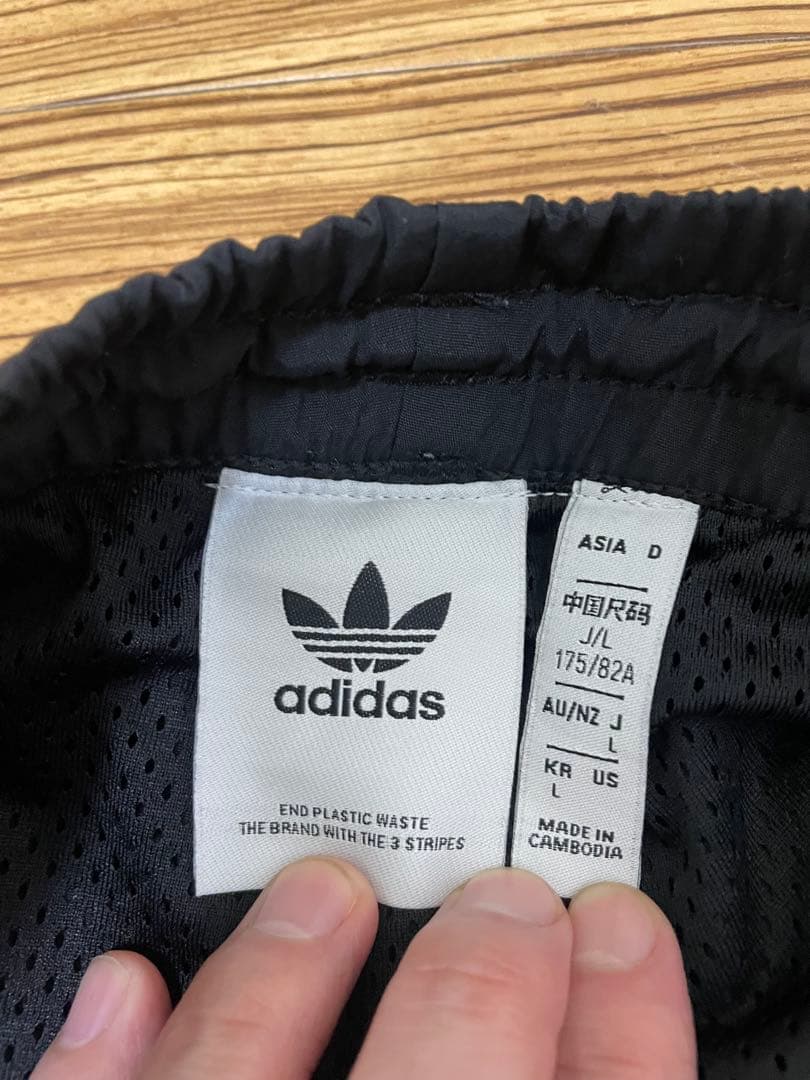 adidas
END PLASTIC WASTE
THE BRAND WITH THE 3 STRIPES
ASIA D
中国尺码
J/L
175/82A
AU/NZ J
L
KR US
L
MADE IN
CAMBODIA